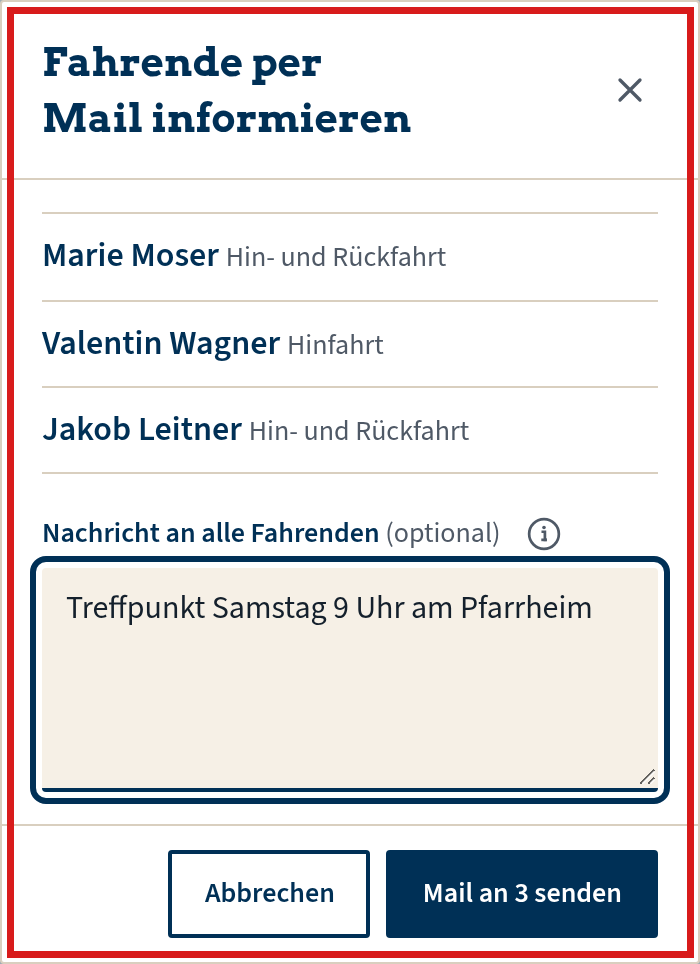 Fahrende per
Mail informieren
Marie Moser Hin- und Rückfahrt
Valentin Wagner Hinfahrt
Jakob Leitner Hin- und Rückfahrt
Nachricht an alle Fahrenden (optional)
Treffpunkt Samstag 9 Uhr am Pfarrheim
Abbrechen
Mail an 3 senden